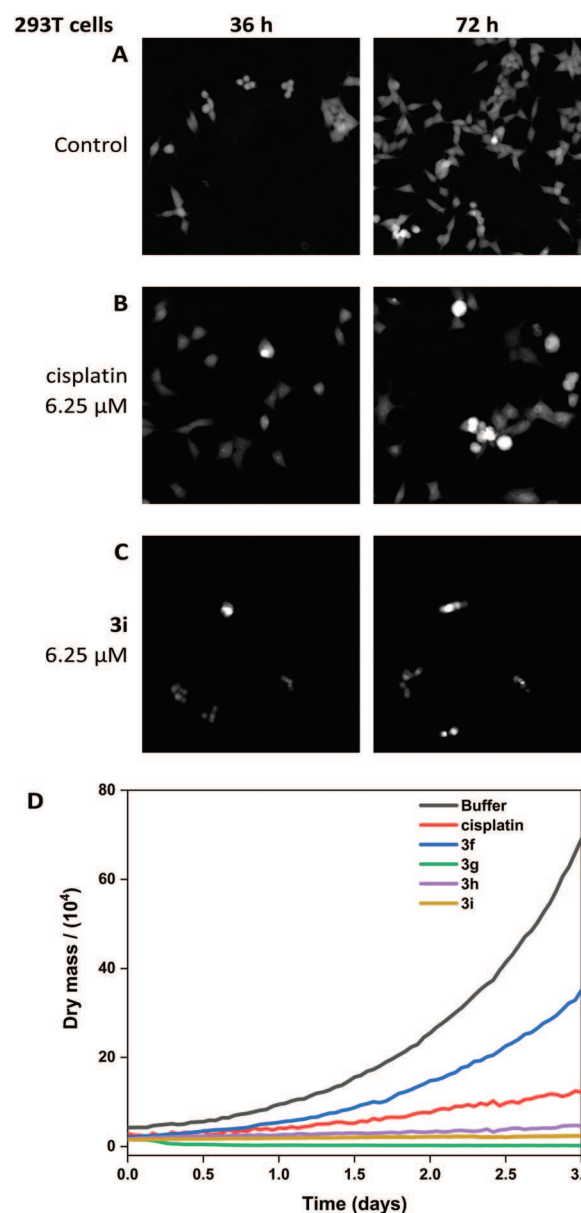 293T cells 36 h 72 h
A
Control
B
cisplatin
6.25 µM
C
3i
6.25 µM
D
80
60
40
20
0
Dry mass / (10⁴)
Buffer
cisplatin
3f
3g
3h
3i
0.0 0.5 1.0 1.5 2.0 2.5 3.
Time (days)